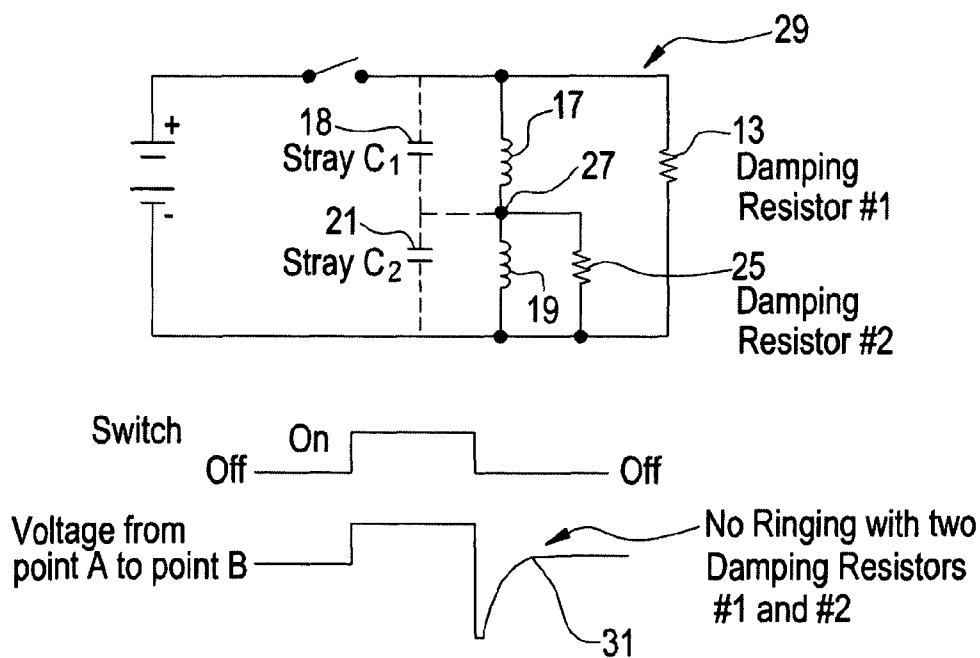 29
+
-
18
Stray C1
17
27
13
Damping
Resistor #1
21
Stray C2
19
25
Damping
Resistor #2
Switch
On
Off
Off
Voltage from
point A to point B
No Ringing with two
Damping Resistors
#1 and #2
31